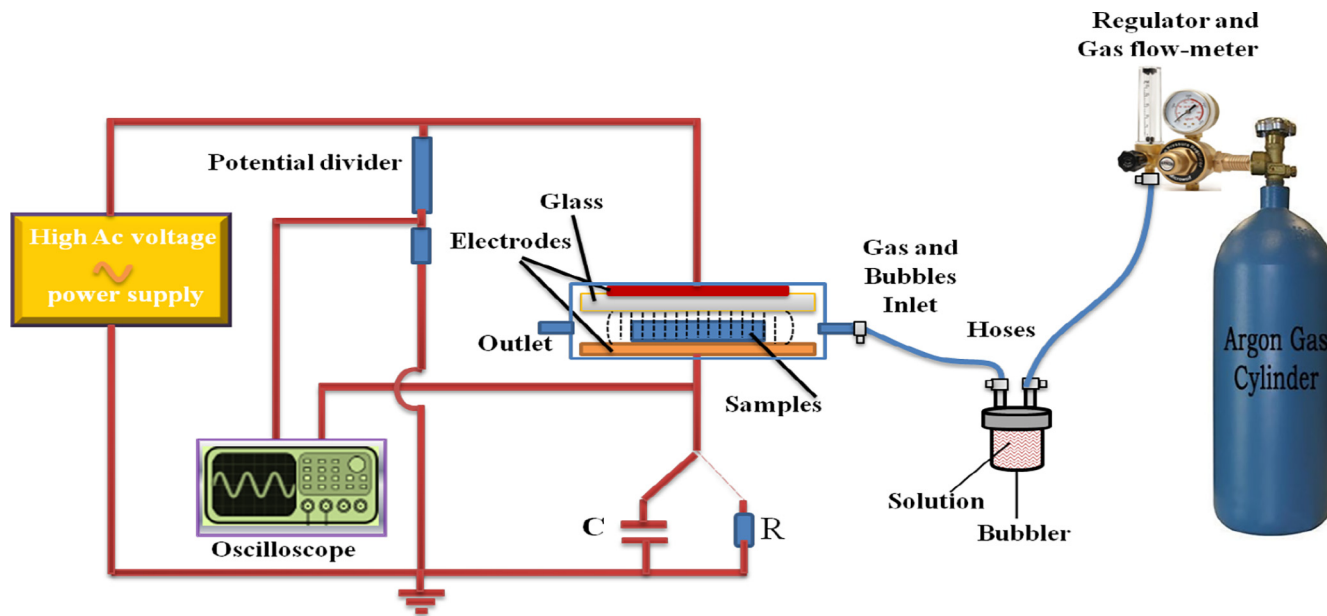 Regulator and
Gas flow-meter
Potential divider
Glass
High Ac voltage
power supply
Electrodes
Gas and
Bubbles
Inlet
Hoses
Outlet
Argon Gas
Cylinder
Samples
Solution
C
R
Bubbler
Oscilloscope